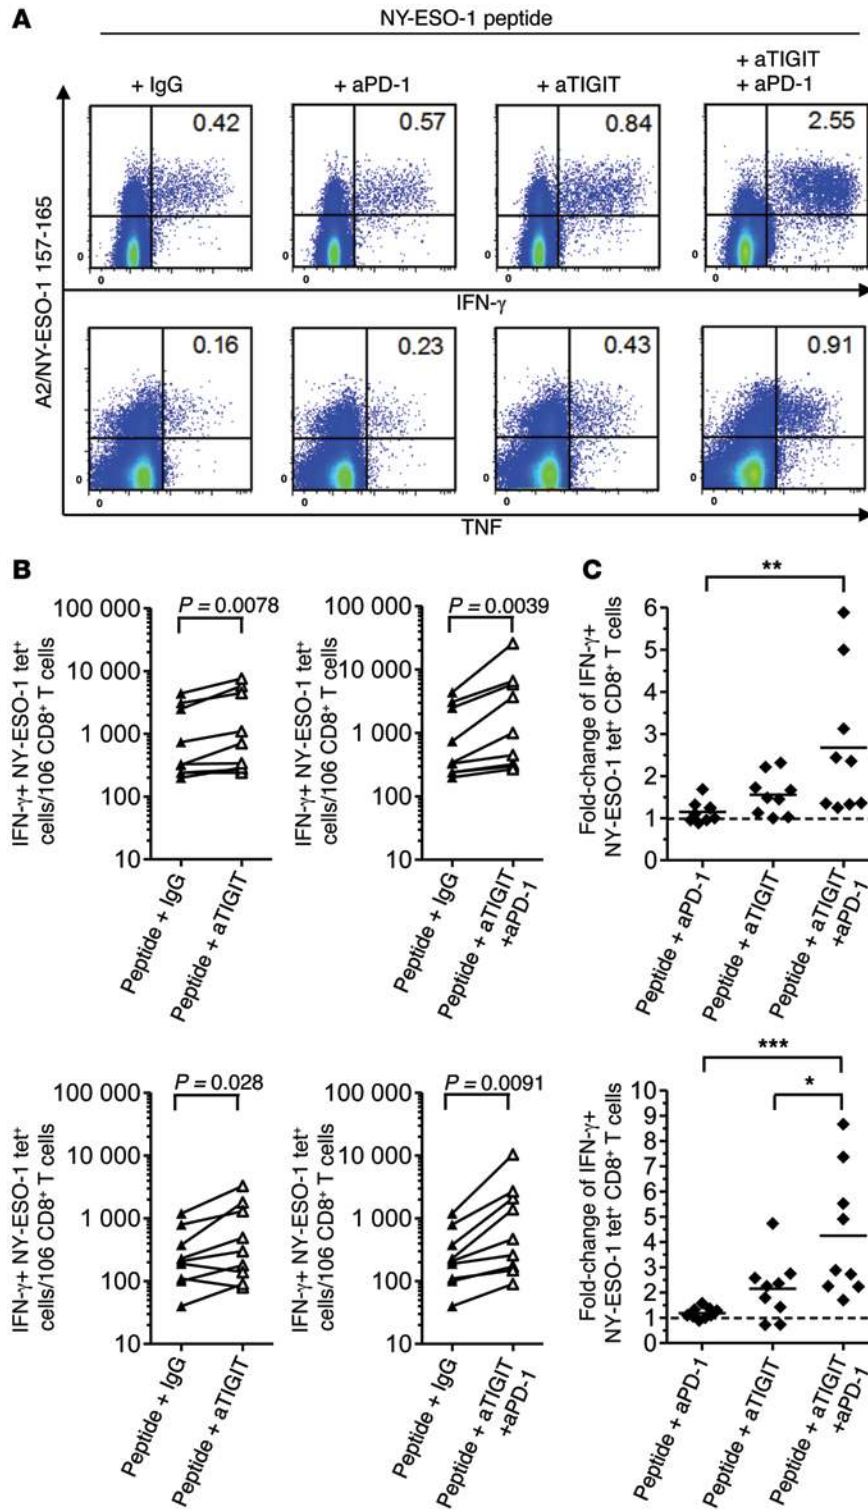 A
NY-ESO-1 peptide
+ IgG
+ aPD-1
+ aTIGIT
+ aTIGIT
+ aPD-1
A2/NY-ESO-1 157-165
0.42
0.57
0.84
2.55
0
0
0
0
0
0
0
0
IFN-γ
0.16
0.23
0.43
0.91
0
0
0
0
0
0
0
0
TNF
B
IFN-γ+ NY-ESO-1 tet+
cells/106 CD8+ T cells
100 000
10 000
1 000
100
10
P = 0.0078
Peptide + IgG
Peptide + aTIGIT
IFN-γ+ NY-ESO-1 tet+
cells/106 CD8+ T cells
100 000
10 000
1 000
100
10
P = 0.0039
Peptide + IgG
Peptide + aTIGIT
+aPD-1
C
Fold-change of IFN-γ+
NY-ESO-1 tet+ CD8+ T cells
6
5
4
3
2
1
0
**
Peptide + aPD-1
Peptide + aTIGIT
Peptide + aTIGIT
+aPD-1
IFN-γ+ NY-ESO-1 tet+
cells/106 CD8+ T cells
100 000
10 000
1 000
100
10
P = 0.028
Peptide + IgG
Peptide + aTIGIT
IFN-γ+ NY-ESO-1 tet+
cells/106 CD8+ T cells
100 000
10 000
1 000
100
10
P = 0.0091
Peptide + IgG
Peptide + aTIGIT
+aPD-1
Fold-change of IFN-γ+
NY-ESO-1 tet+ CD8+ T cells
10
9
8
7
6
5
4
3
2
1
0
***
*
Peptide + aPD-1
Peptide + aTIGIT
Peptide + aTIGIT
+aPD-1